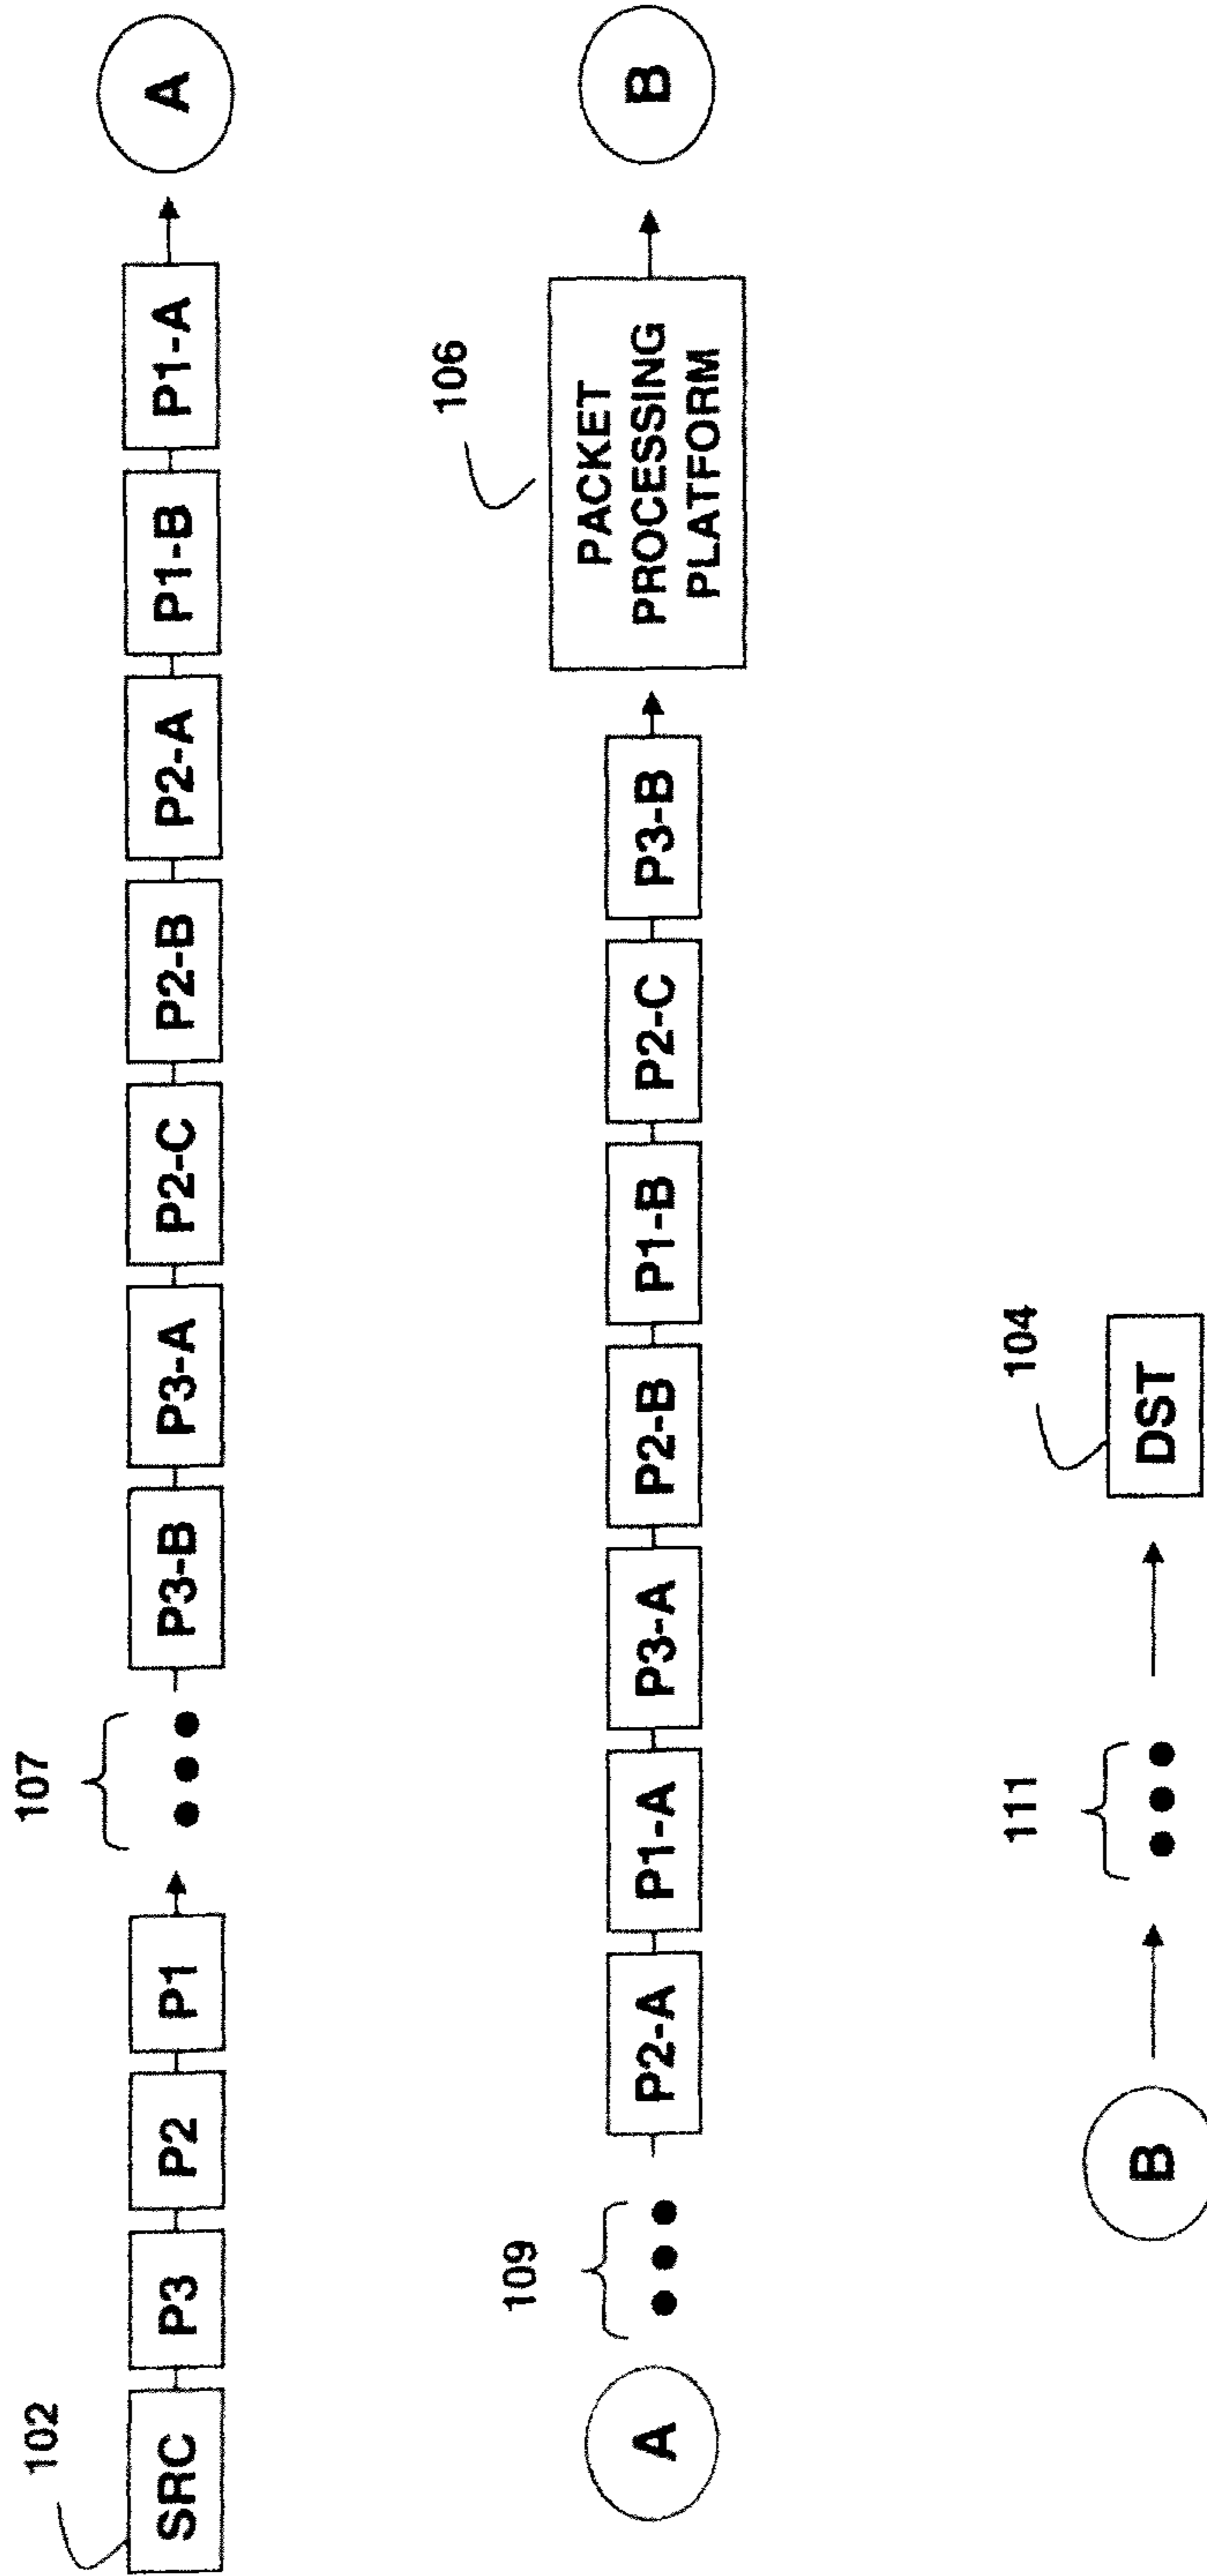 107
102
SRC
P3
P2
P1
P3-B
P3-A
P2-C
P2-B
P2-A
P1-B
P1-A
A
109
106
A
P2-A
P1-A
P3-A
P2-B
P1-B
P2-C
P3-B
PACKET
PROCESSING
PLATFORM
B
111
104
B
DST